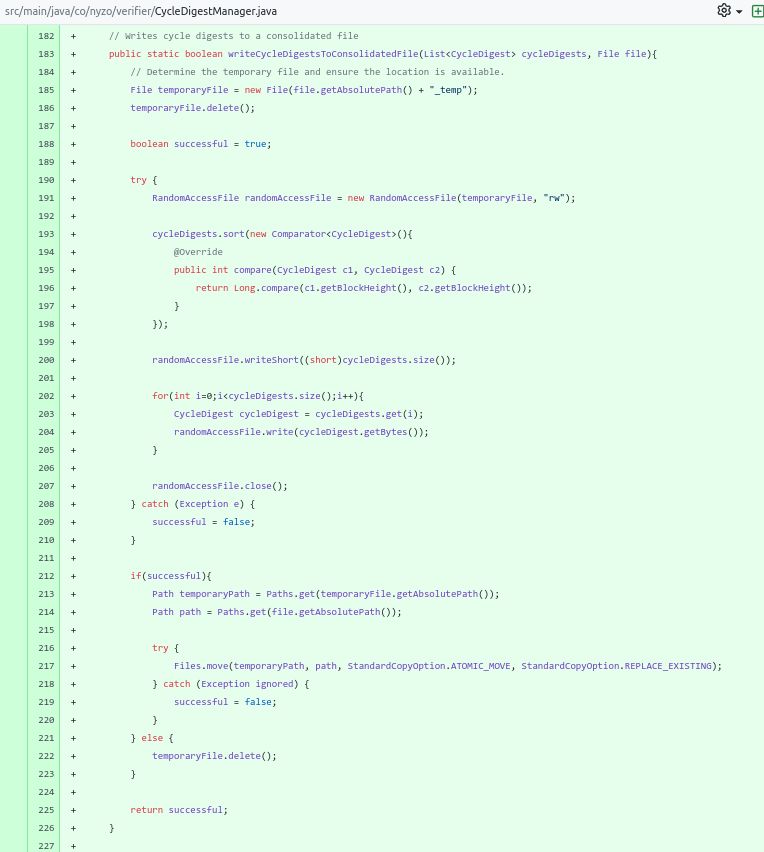 src/main/java/co/nyzo/verifier/CycleDigestManager.java
182 + // Writes cycle digests to a consolidated file
183 + public static boolean writeCycleDigestsToConsolidatedFile(List<CycleDigest> cycleDigests, File file){
184 + // Determine the temporary file and ensure the location is available.
185 + File temporaryFile = new File(file.getAbsolutePath() + "_temp");
186 + temporaryFile.delete();
187 +
188 + boolean successful = true;
189 +
190 + try {
191 + RandomAccessFile randomAccessFile = new RandomAccessFile(temporaryFile, "rw");
192 +
193 + cycleDigests.sort(new Comparator<CycleDigest>(){
194 + @Override
195 + public int compare(CycleDigest c1, CycleDigest c2) {
196 + return Long.compare(c1.getBlockHeight(), c2.getBlockHeight());
197 + }
198 + });
199 +
200 + randomAccessFile.writeShort((short)cycleDigests.size());
201 +
202 + for(int i=0;i<cycleDigests.size();i++){
203 + CycleDigest cycleDigest = cycleDigests.get(i);
204 + randomAccessFile.write(cycleDigest.getBytes());
205 + }
206 +
207 + randomAccessFile.close();
208 + } catch (Exception e) {
209 + successful = false;
210 + }
211 +
212 + if(successful){
213 + Path temporaryPath = Paths.get(temporaryFile.getAbsolutePath());
214 + Path path = Paths.get(file.getAbsolutePath());
215 +
216 + try {
217 + Files.move(temporaryPath, path, StandardCopyOption.ATOMIC_MOVE, StandardCopyOption.REPLACE_EXISTING);
218 + } catch (Exception ignored) {
219 + successful = false;
220 + }
221 + } else {
222 + temporaryFile.delete();
223 + }
224 +
225 + return successful;
226 + }
227 +